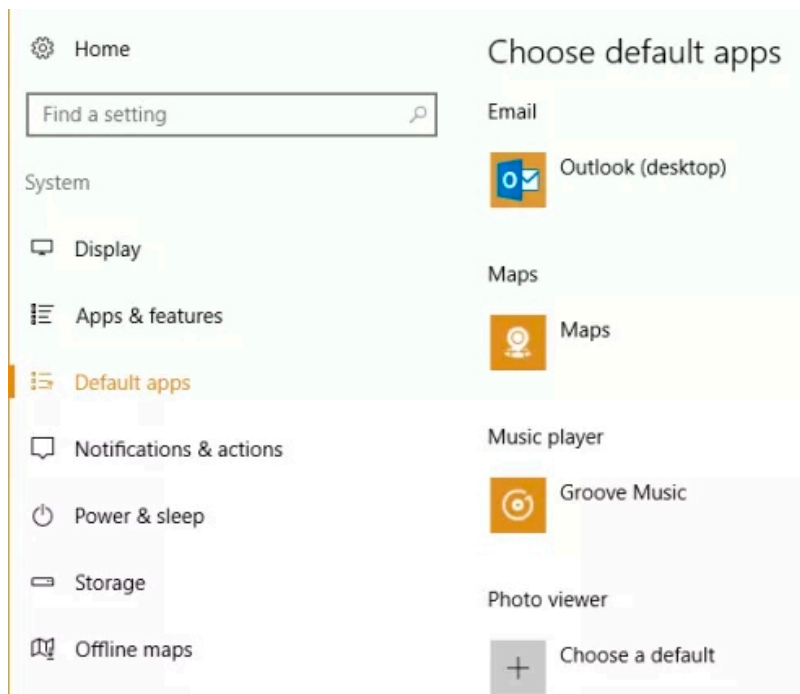 Home
Find a setting
System
Display
Apps & features
Default apps
Notifications & actions
Power & sleep
Storage
Offline maps
Choose default apps
Email
Outlook (desktop)
Maps
Maps
Music player
Groove Music
Photo viewer
Choose a default